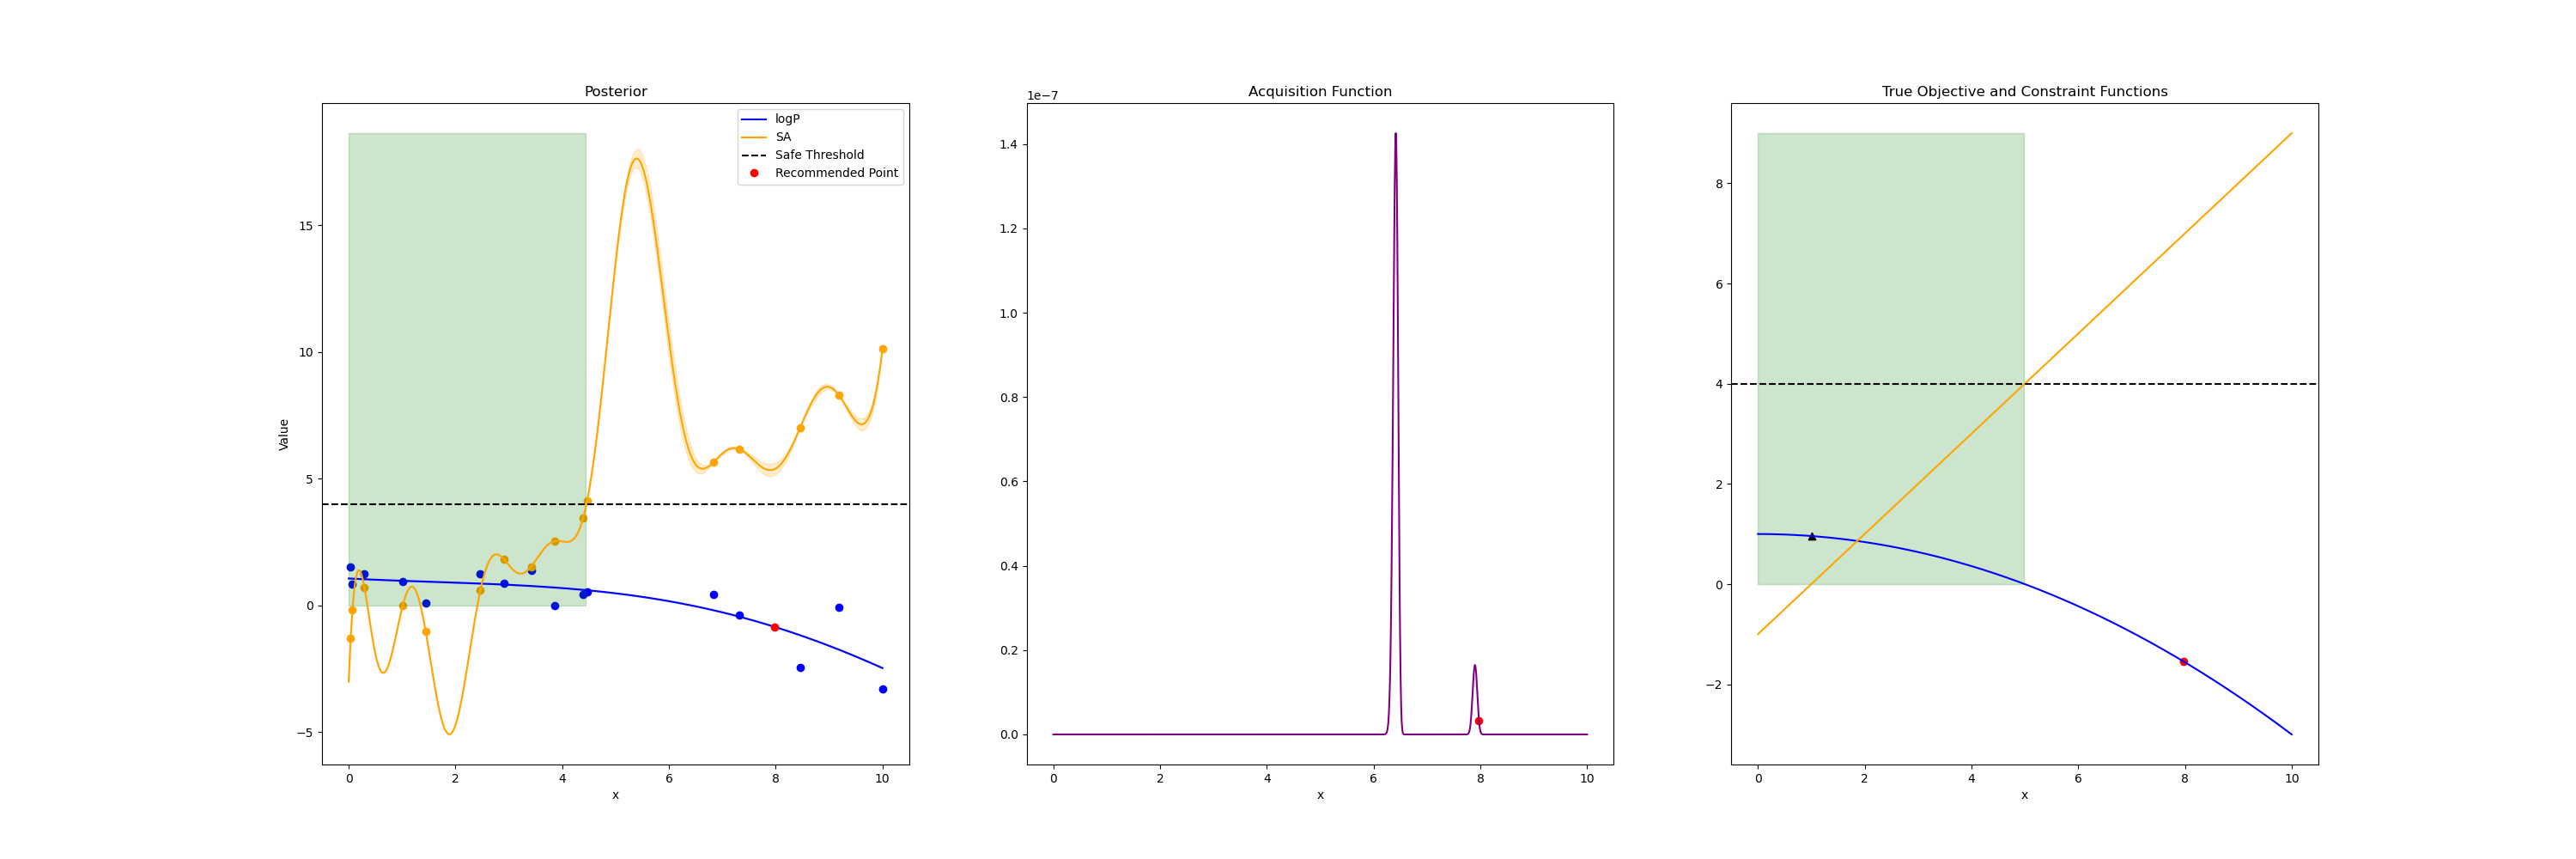 Posterior
logP
SA
Safe Threshold
Recommended Point
Value
15
10
5
0
−5
0 2 4 6 8 10
x
Acquisition Function
1e−7
1.4
1.2
1.0
0.8
0.6
0.4
0.2
0.0
0 2 4 6 8 10
x
True Objective and Constraint Functions
8
6
4
2
0
−2
0 2 4 6 8 10
x